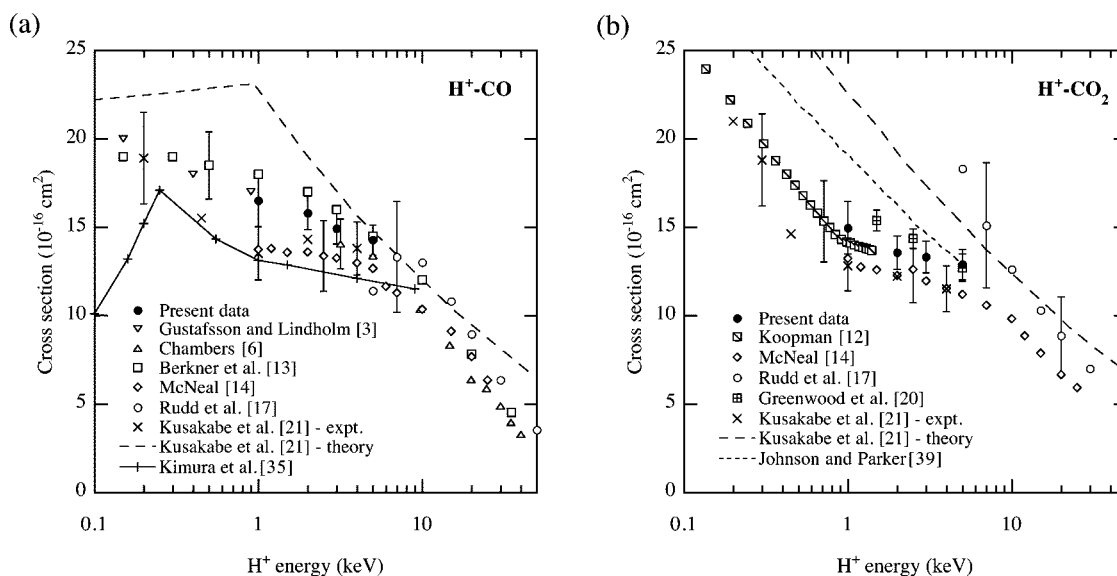 (a)
25
20
15
10
5
0
0.1
1
10
Cross section (10⁻¹⁶ cm²)
H⁺ energy (keV)
H⁺-CO
Present data
Gustafsson and Lindholm [3]
Chambers [6]
Berkner et al. [13]
McNeal [14]
Rudd et al. [17]
Kusakabe et al. [21] - expt.
Kusakabe et al. [21] - theory
Kimura et al. [35]
(b)
25
20
15
10
5
0
0.1
1
10
Cross section (10⁻¹⁶ cm²)
H⁺ energy (keV)
H⁺-CO₂
Present data
Koopman [12]
McNeal [14]
Rudd et al. [17]
Greenwood et al. [20]
Kusakabe et al. [21] - expt.
Kusakabe et al. [21] - theory
Johnson and Parker [39]